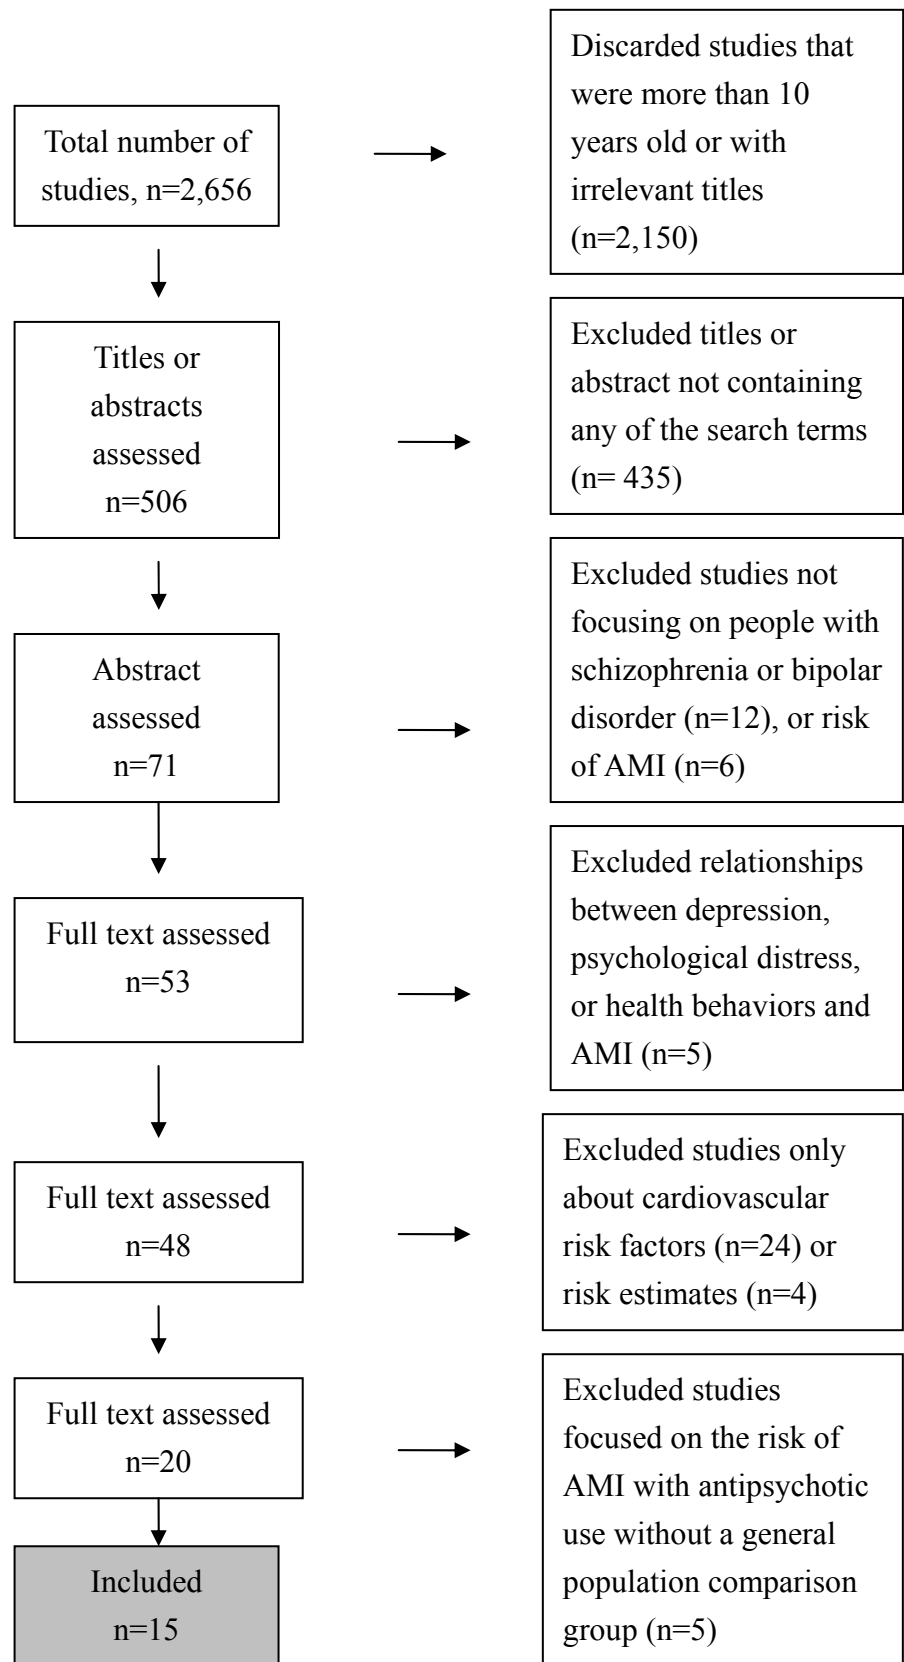 Total number of
studies, n=2,656
Discarded studies that
were more than 10
years old or with
irrelevant titles
(n=2,150)
Titles or
abstracts
assessed
n=506
Excluded titles or
abstract not containing
any of the search terms
(n= 435)
Abstract
assessed
n=71
Excluded studies not
focusing on people with
schizophrenia or bipolar
disorder (n=12), or risk
of AMI (n=6)
Full text assessed
n=53
Excluded relationships
between depression,
psychological distress,
or health behaviors and
AMI (n=5)
Full text assessed
n=48
Excluded studies only
about cardiovascular
risk factors (n=24) or
risk estimates (n=4)
Full text assessed
n=20
Excluded studies
focused on the risk of
AMI with antipsychotic
use without a general
population comparison
group (n=5)
Included
n=15